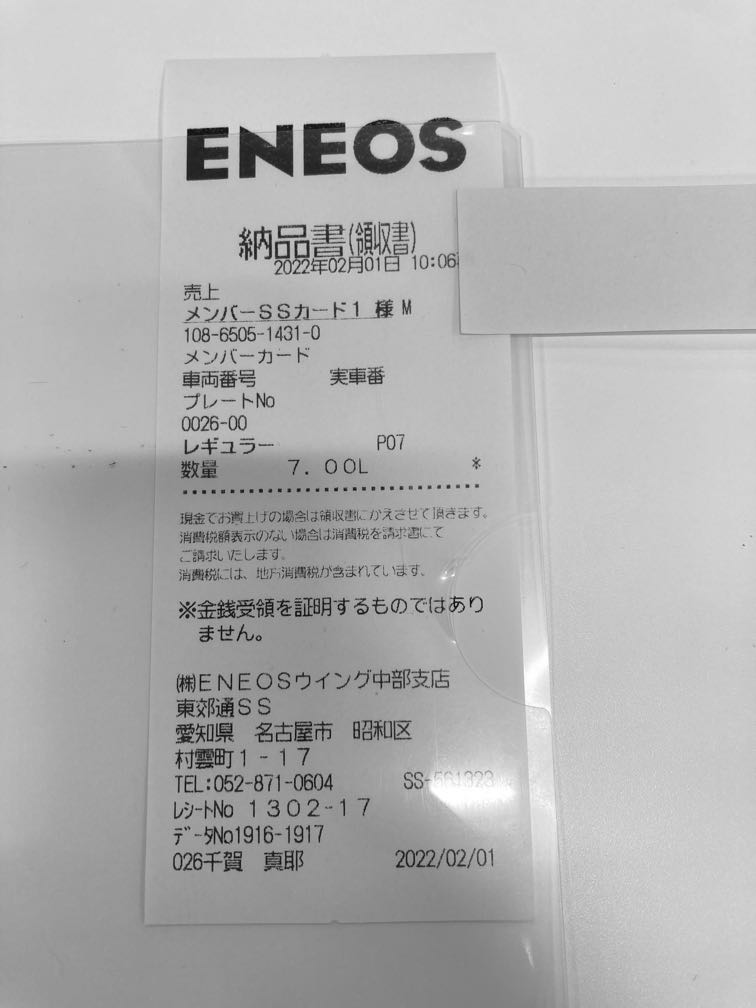 ENEOS
納品書(領収書)
2022年02月01日 10:06
売上
メンバーSSカード1 様 M
108-6505-1431-0
メンバーカード
車両番号 実車番
プレートNo
0026-00
レギュラー P07
数量 7.00L *
現金でお買上げの場合は領収書にかえさせて頂きます。
消費税額表示のない場合は消費税を請求書にて
ご請求いたします。
消費税には、地方消費税が含まれています。
※金銭受領を証明するものではあり
ません。
(株)ENEOSウイング中部支店
東郊通SS
愛知県 名古屋市 昭和区
村雲町1-17
TEL:052-871-0604
レシートNo 1302-17
データNo1916-1917
026千賀 真耶 2022/02/01